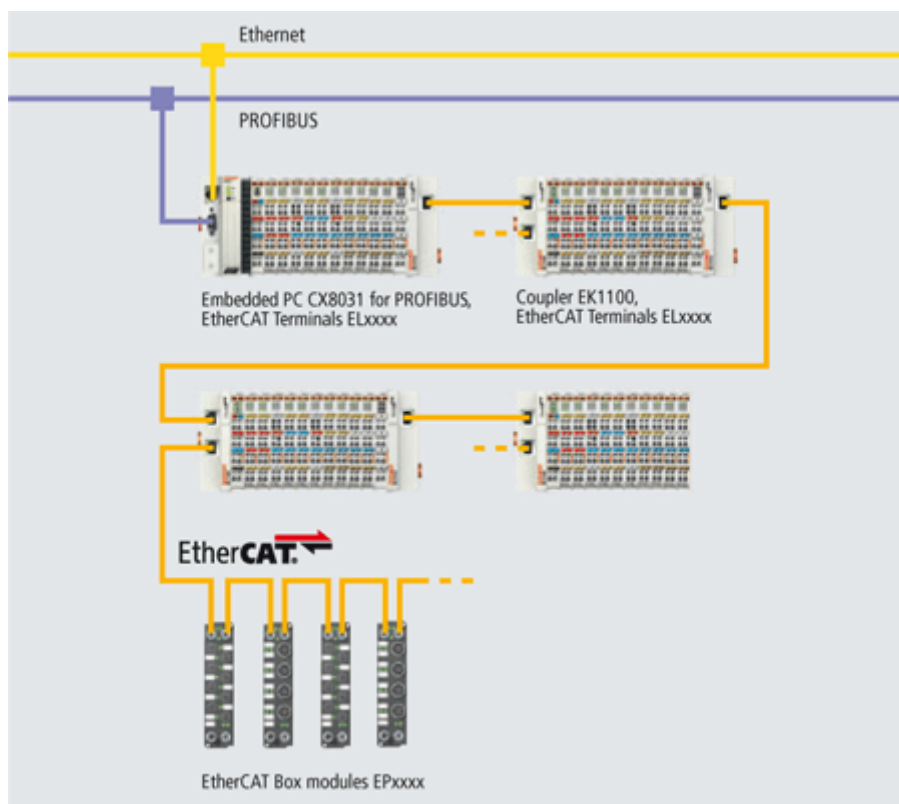 Ethernet
PROFIBUS
Embedded PC CX8031 for PROFIBUS,
EtherCAT Terminals ELxxxx
Coupler EK1100,
EtherCAT Terminals ELxxxx
EtherCAT®
EtherCAT Box modules EPxxxx